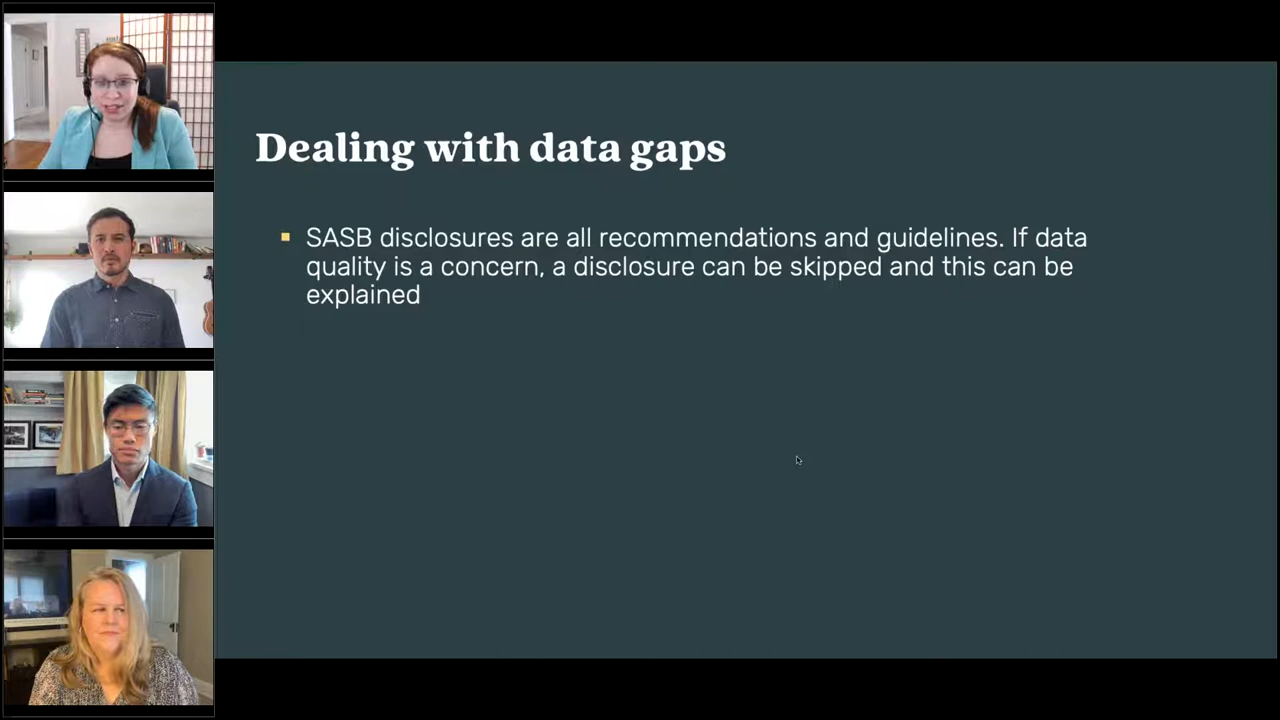 Dealing with data gaps
SASB disclosures are all recommendations and guidelines. If data
quality is a concern, a disclosure can be skipped and this can be
explained